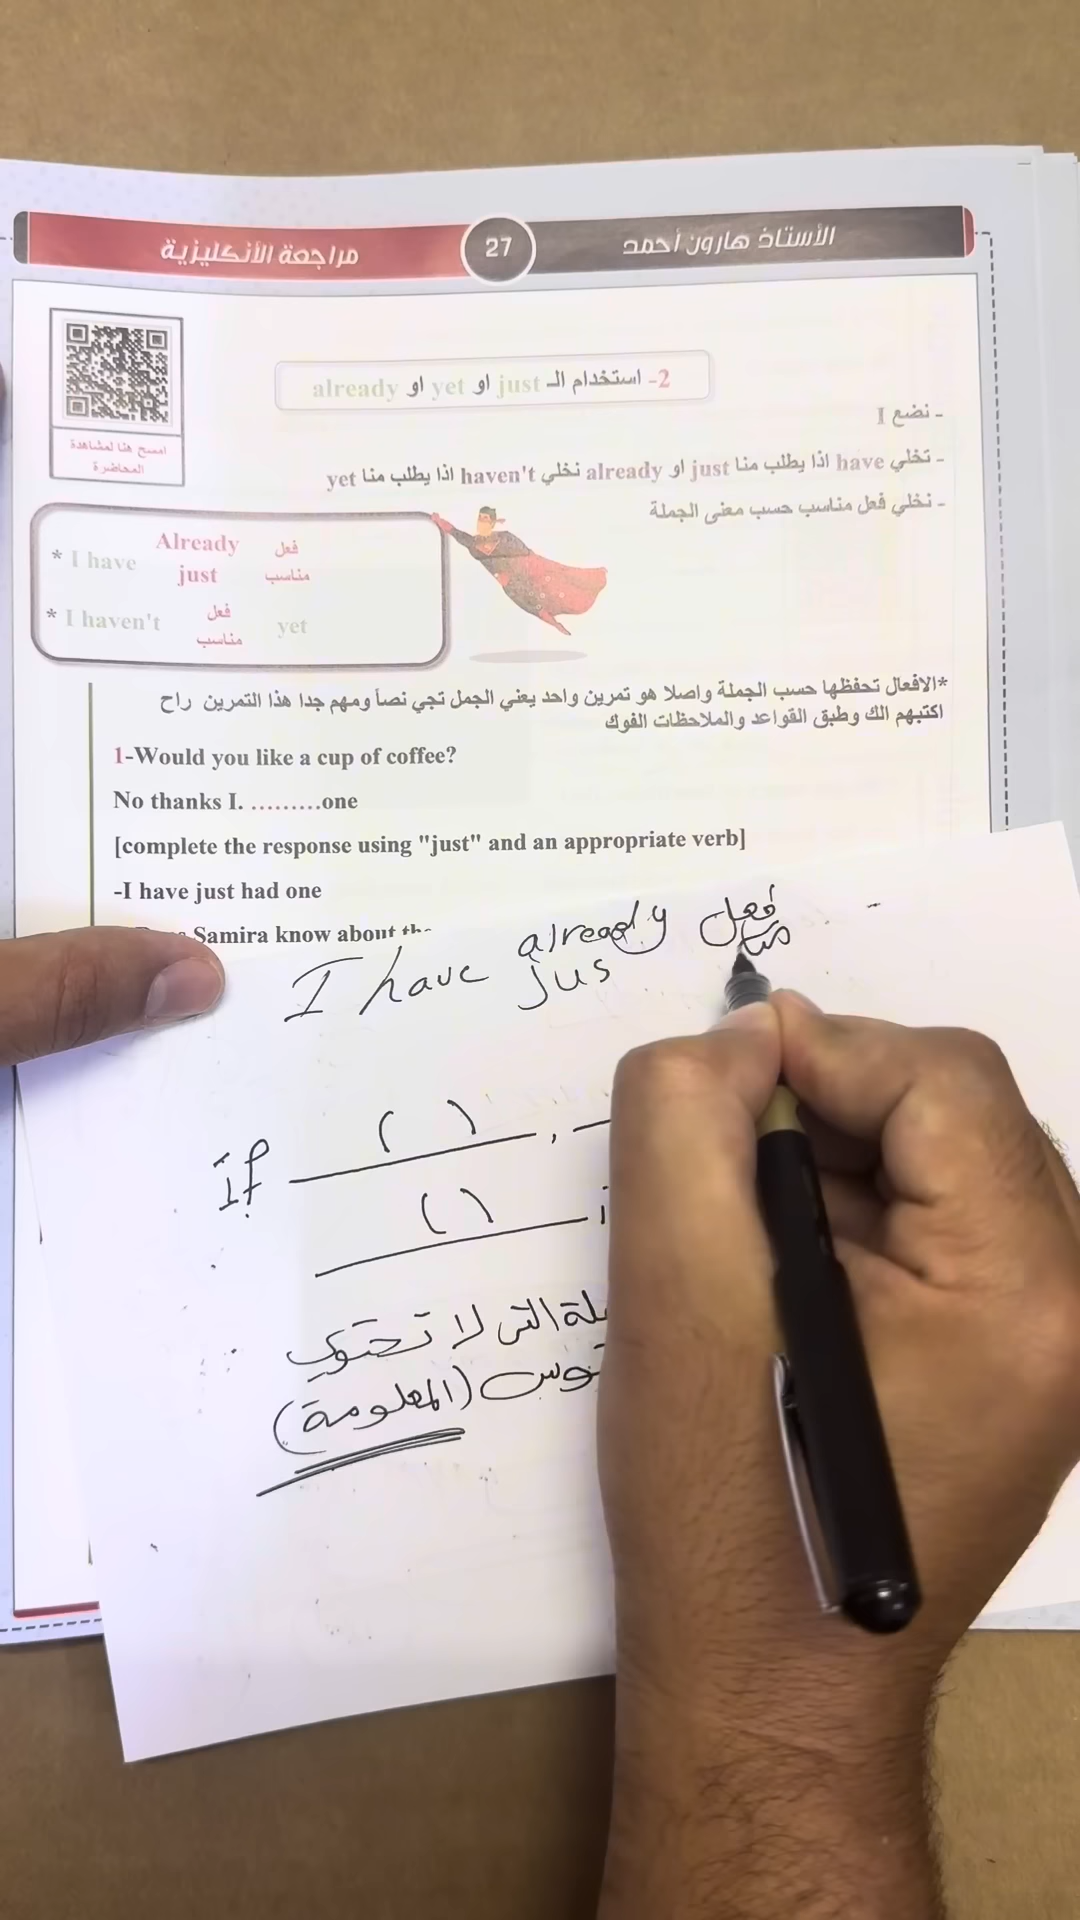 الأستاذ هارون أحمد
27
مراجعة الأنكليزية
امسح هنا لمشاهدة
المحاضرة
2- استخدام الـ just او yet او already
- نضع I
- تخلي have اذا يطلب منا just او already نخلي haven't اذا يطلب منا yet
- نخلي فعل مناسب حسب معنى الجملة
* I have Already فعل
just مناسب
* I haven't فعل yet
مناسب
*الافعال تحفظها حسب الجملة واصلا هو تمرين واحد يعني الجمل تجي نصاً ومهم جدا هذا التمرين راح
اكتبهم الك وطبق القواعد والملاحظات الفوك
1-Would you like a cup of coffee?
No thanks I. .........one
[complete the response using "just" and an appropriate verb]
-I have just had one
Samira know about
I have already فعل
jus
If ( ) ,
( )
التي لا تحتوي
(المعلومة)